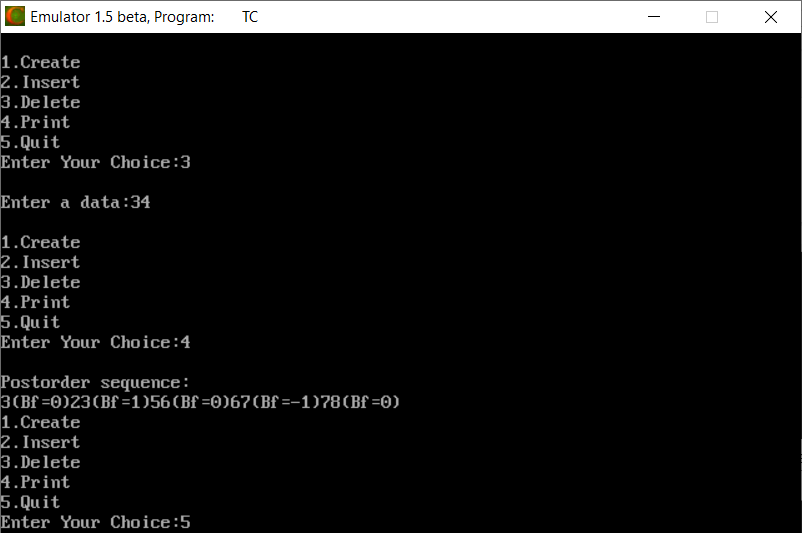 Emulator 1.5 beta, Program: TC
1.Create
2.Insert
3.Delete
4.Print
5.Quit
Enter Your Choice:3
Enter a data:34
1.Create
2.Insert
3.Delete
4.Print
5.Quit
Enter Your Choice:4
Postorder sequence:
3(Bf=0)23(Bf=1)56(Bf=0)67(Bf=-1)78(Bf=0)
1.Create
2.Insert
3.Delete
4.Print
5.Quit
Enter Your Choice:5